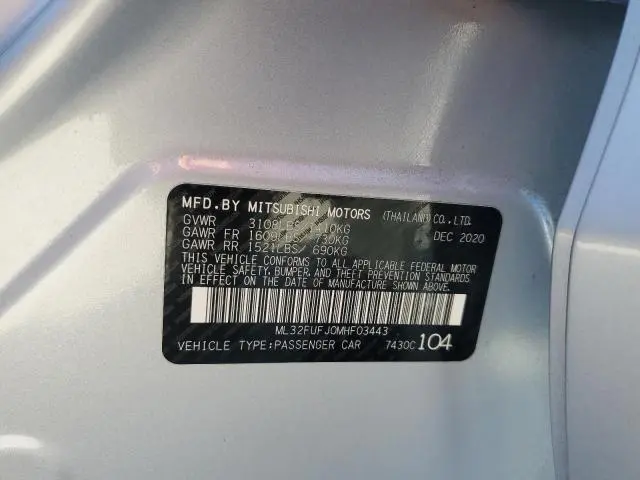 MFD.BY MITSUBISHI MOTORS (THAILAND)CO.,LTD.
GVWR 3108LBS/1410KG
GAWR FR 1609LBS/ 730KG DEC 2020
GAWR RR 1521LBS/ 690KG
THIS VEHICLE CONFORMS TO ALL APPLICABLE FEDERAL MOTOR
VEHICLE SAFETY,BUMPER,AND THEFT PREVENTION STANDARDS
IN EFFECT ON THE DATE OF MANUFACTURE SHOWN ABOVE.
ML32FUFJ0MHF03443
VEHICLE TYPE:PASSENGER CAR 7430C 104